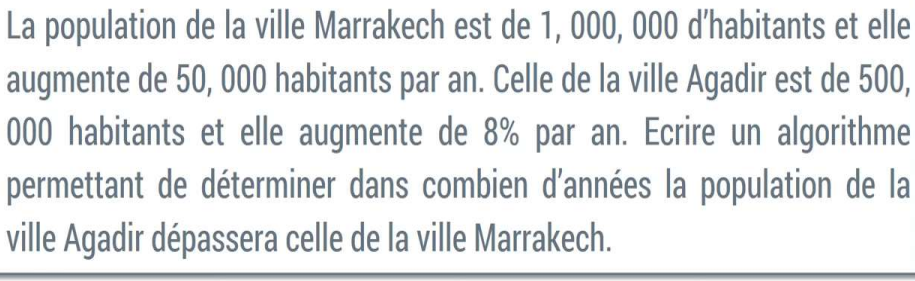 La population de la ville Marrakech est de 1, 000, 000 d'habitants et elle
augmente de 50, 000 habitants par an. Celle de la ville Agadir est de 500,
000 habitants et elle augmente de 8% par an. Ecrire un algorithme
permettant de déterminer dans combien d'années la population de la
ville Agadir dépassera celle de la ville Marrakech.